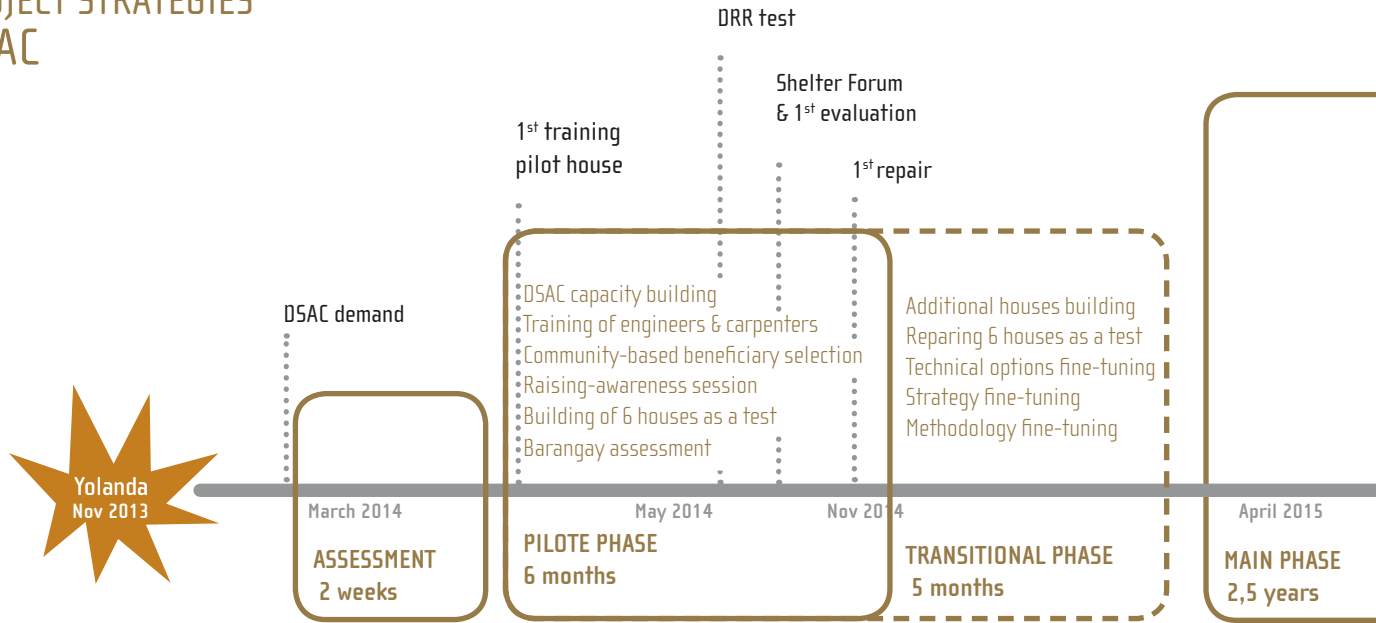 STRATEGIES
DRR test
Shelter Forum
& 1st evaluation
1st training
pilot house
1st repair
DSAC demand
DSAC capacity building
Training of engineers & carpenters
Community-based beneficiary selection
Raising-awareness session
Building of 6 houses as a test
Barangay assessment
Additional houses building
Reparing 6 houses as a test
Technical options fine-tuning
Strategy fine-tuning
Methodology fine-tuning
Yolanda
Nov 2013
March 2014
May 2014
Nov 2014
April 2015
ASSESSMENT
2 weeks
PILOTE PHASE
6 months
TRANSITIONAL PHASE
5 months
MAIN PHASE
2,5 years